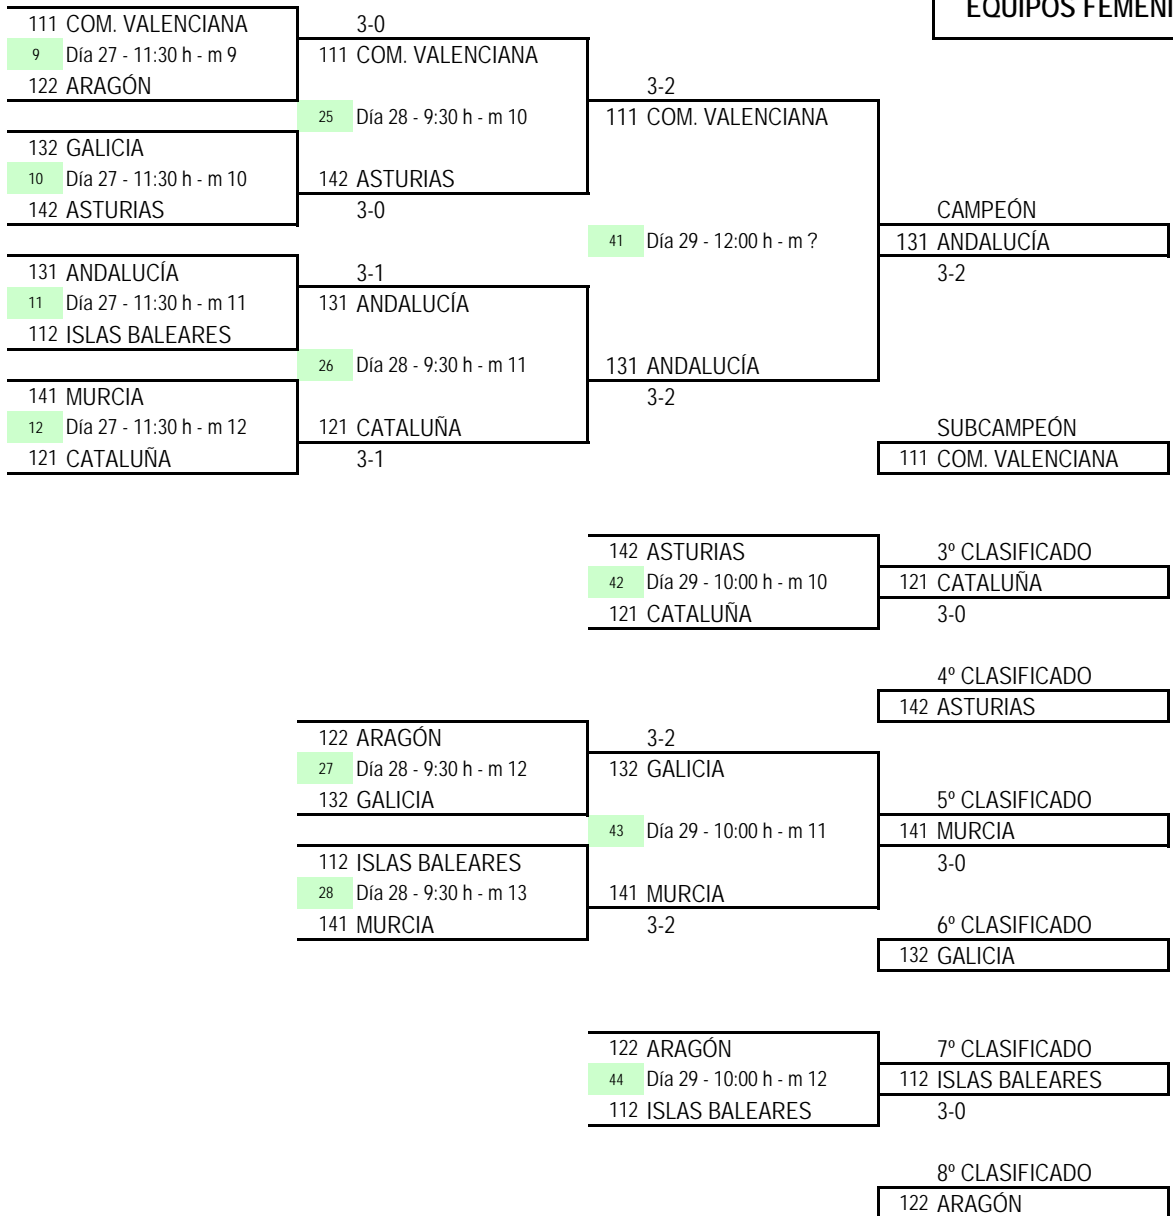 EQUIPOS FEMENI
111 COM. VALENCIANA 3-0
9 Día 27 - 11:30 h - m 9 111 COM. VALENCIANA
122 ARAGÓN 3-2
25 Día 28 - 9:30 h - m 10 111 COM. VALENCIANA
132 GALICIA
10 Día 27 - 11:30 h - m 10 142 ASTURIAS
142 ASTURIAS 3-0 CAMPEÓN
41 Día 29 - 12:00 h - m ? 131 ANDALUCÍA
131 ANDALUCÍA 3-1 3-2
11 Día 27 - 11:30 h - m 11 131 ANDALUCÍA
112 ISLAS BALEARES
26 Día 28 - 9:30 h - m 11 131 ANDALUCÍA
141 MURCIA 3-2
12 Día 27 - 11:30 h - m 12 121 CATALUÑA SUBCAMPEÓN
121 CATALUÑA 3-1 111 COM. VALENCIANA
142 ASTURIAS 3º CLASIFICADO
42 Día 29 - 10:00 h - m 10 121 CATALUÑA
121 CATALUÑA 3-0
4º CLASIFICADO
142 ASTURIAS
122 ARAGÓN 3-2
27 Día 28 - 9:30 h - m 12 132 GALICIA
132 GALICIA 5º CLASIFICADO
43 Día 29 - 10:00 h - m 11 141 MURCIA
112 ISLAS BALEARES 3-0
28 Día 28 - 9:30 h - m 13 141 MURCIA
141 MURCIA 3-2 6º CLASIFICADO
132 GALICIA
122 ARAGÓN 7º CLASIFICADO
44 Día 29 - 10:00 h - m 12 112 ISLAS BALEARES
112 ISLAS BALEARES 3-0
8º CLASIFICADO
122 ARAGÓN